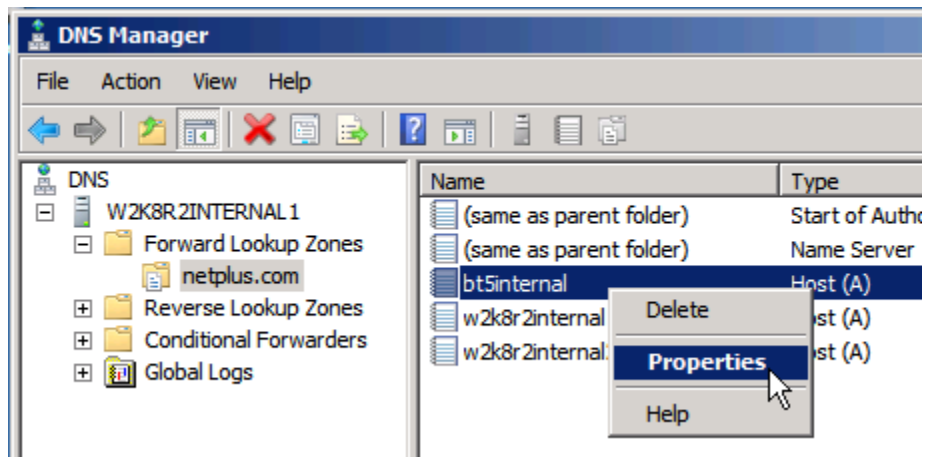 DNS Manager
File Action View Help
DNS
W2K8R2INTERNAL1
Forward Lookup Zones
netplus.com
Reverse Lookup Zones
Conditional Forwarders
Global Logs
Name Type
(same as parent folder) Start of Autho
(same as parent folder) Name Server
bt5internal Host (A)
w2k8r2internal ost (A)
w2k8r2internal ost (A)
Delete
Properties
Help